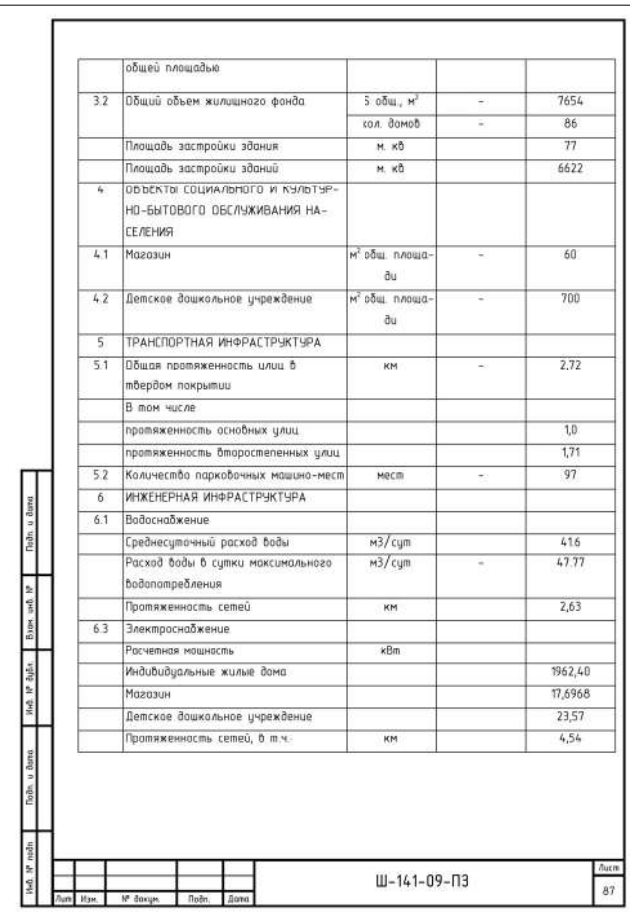 общей площадью
3.2 Общий объем жилищного фонда S общ., м² - 7654
кол. домов - 86
Площадь застройки здания м. кв 77
Площадь застройки зданий м. кв 6622
4 ОБЪЕКТЫ СОЦИАЛЬНОГО И КУЛЬТУР-
НО-БЫТОВОГО ОБСЛУЖИВАНИЯ НА-
СЕЛЕНИЯ
4.1 Магазин м² общ. площа- - 60
ди
4.2 Детское дошкольное учреждение м² общ. площа- - 700
ди
5 ТРАНСПОРТНАЯ ИНФРАСТРУКТУРА
5.1 Общая протяженность улиц в км - 2,72
твердом покрытии
В том числе
протяженность основных улиц 1,0
протяженность второстепенных улиц 1,71
5.2 Количество парковочных машино-мест мест - 97
6 ИНЖЕНЕРНАЯ ИНФРАСТРУКТУРА
6.1 Водоснабжение
Среднесуточный расход воды м3/сут 41.6
Расход воды в сутки максимального м3/сут - 47.77
водопотребления
Протяженность сетей км 2,63
6.3 Электроснабжение
Расчетная мощность кВт
Индивидуальные жилые дома 1962,40
Магазин 17,6968
Детское дошкольное учреждение 23,57
Протяженность сетей, в т.ч. км 4,54
Подп. и дата
Взам. инв. №
Инв. № дубл.
Подп. и дата
Инв. № подп
Лит Изм. № докум. Подп. Дата
Ш-141-09-ПЗ
Лист
87